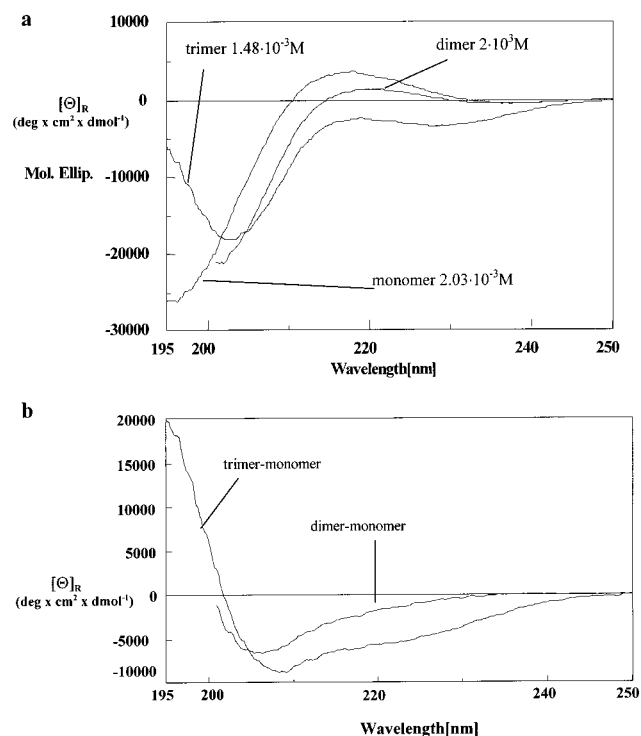 a
10000
trimer 1.48·10⁻³M
dimer 2·10³M
[Θ]R
0
(deg x cm² x dmol⁻¹)
Mol. Ellip.
-10000
-20000
monomer 2.03·10⁻³M
-30000
195 200 220 240 250
Wavelength[nm]
b
20000
trimer-monomer
15000
10000
dimer-monomer
5000
[Θ]R
0
(deg x cm² x dmol⁻¹)
-5000
-10000
195 200 220 240 250
Wavelength[nm]